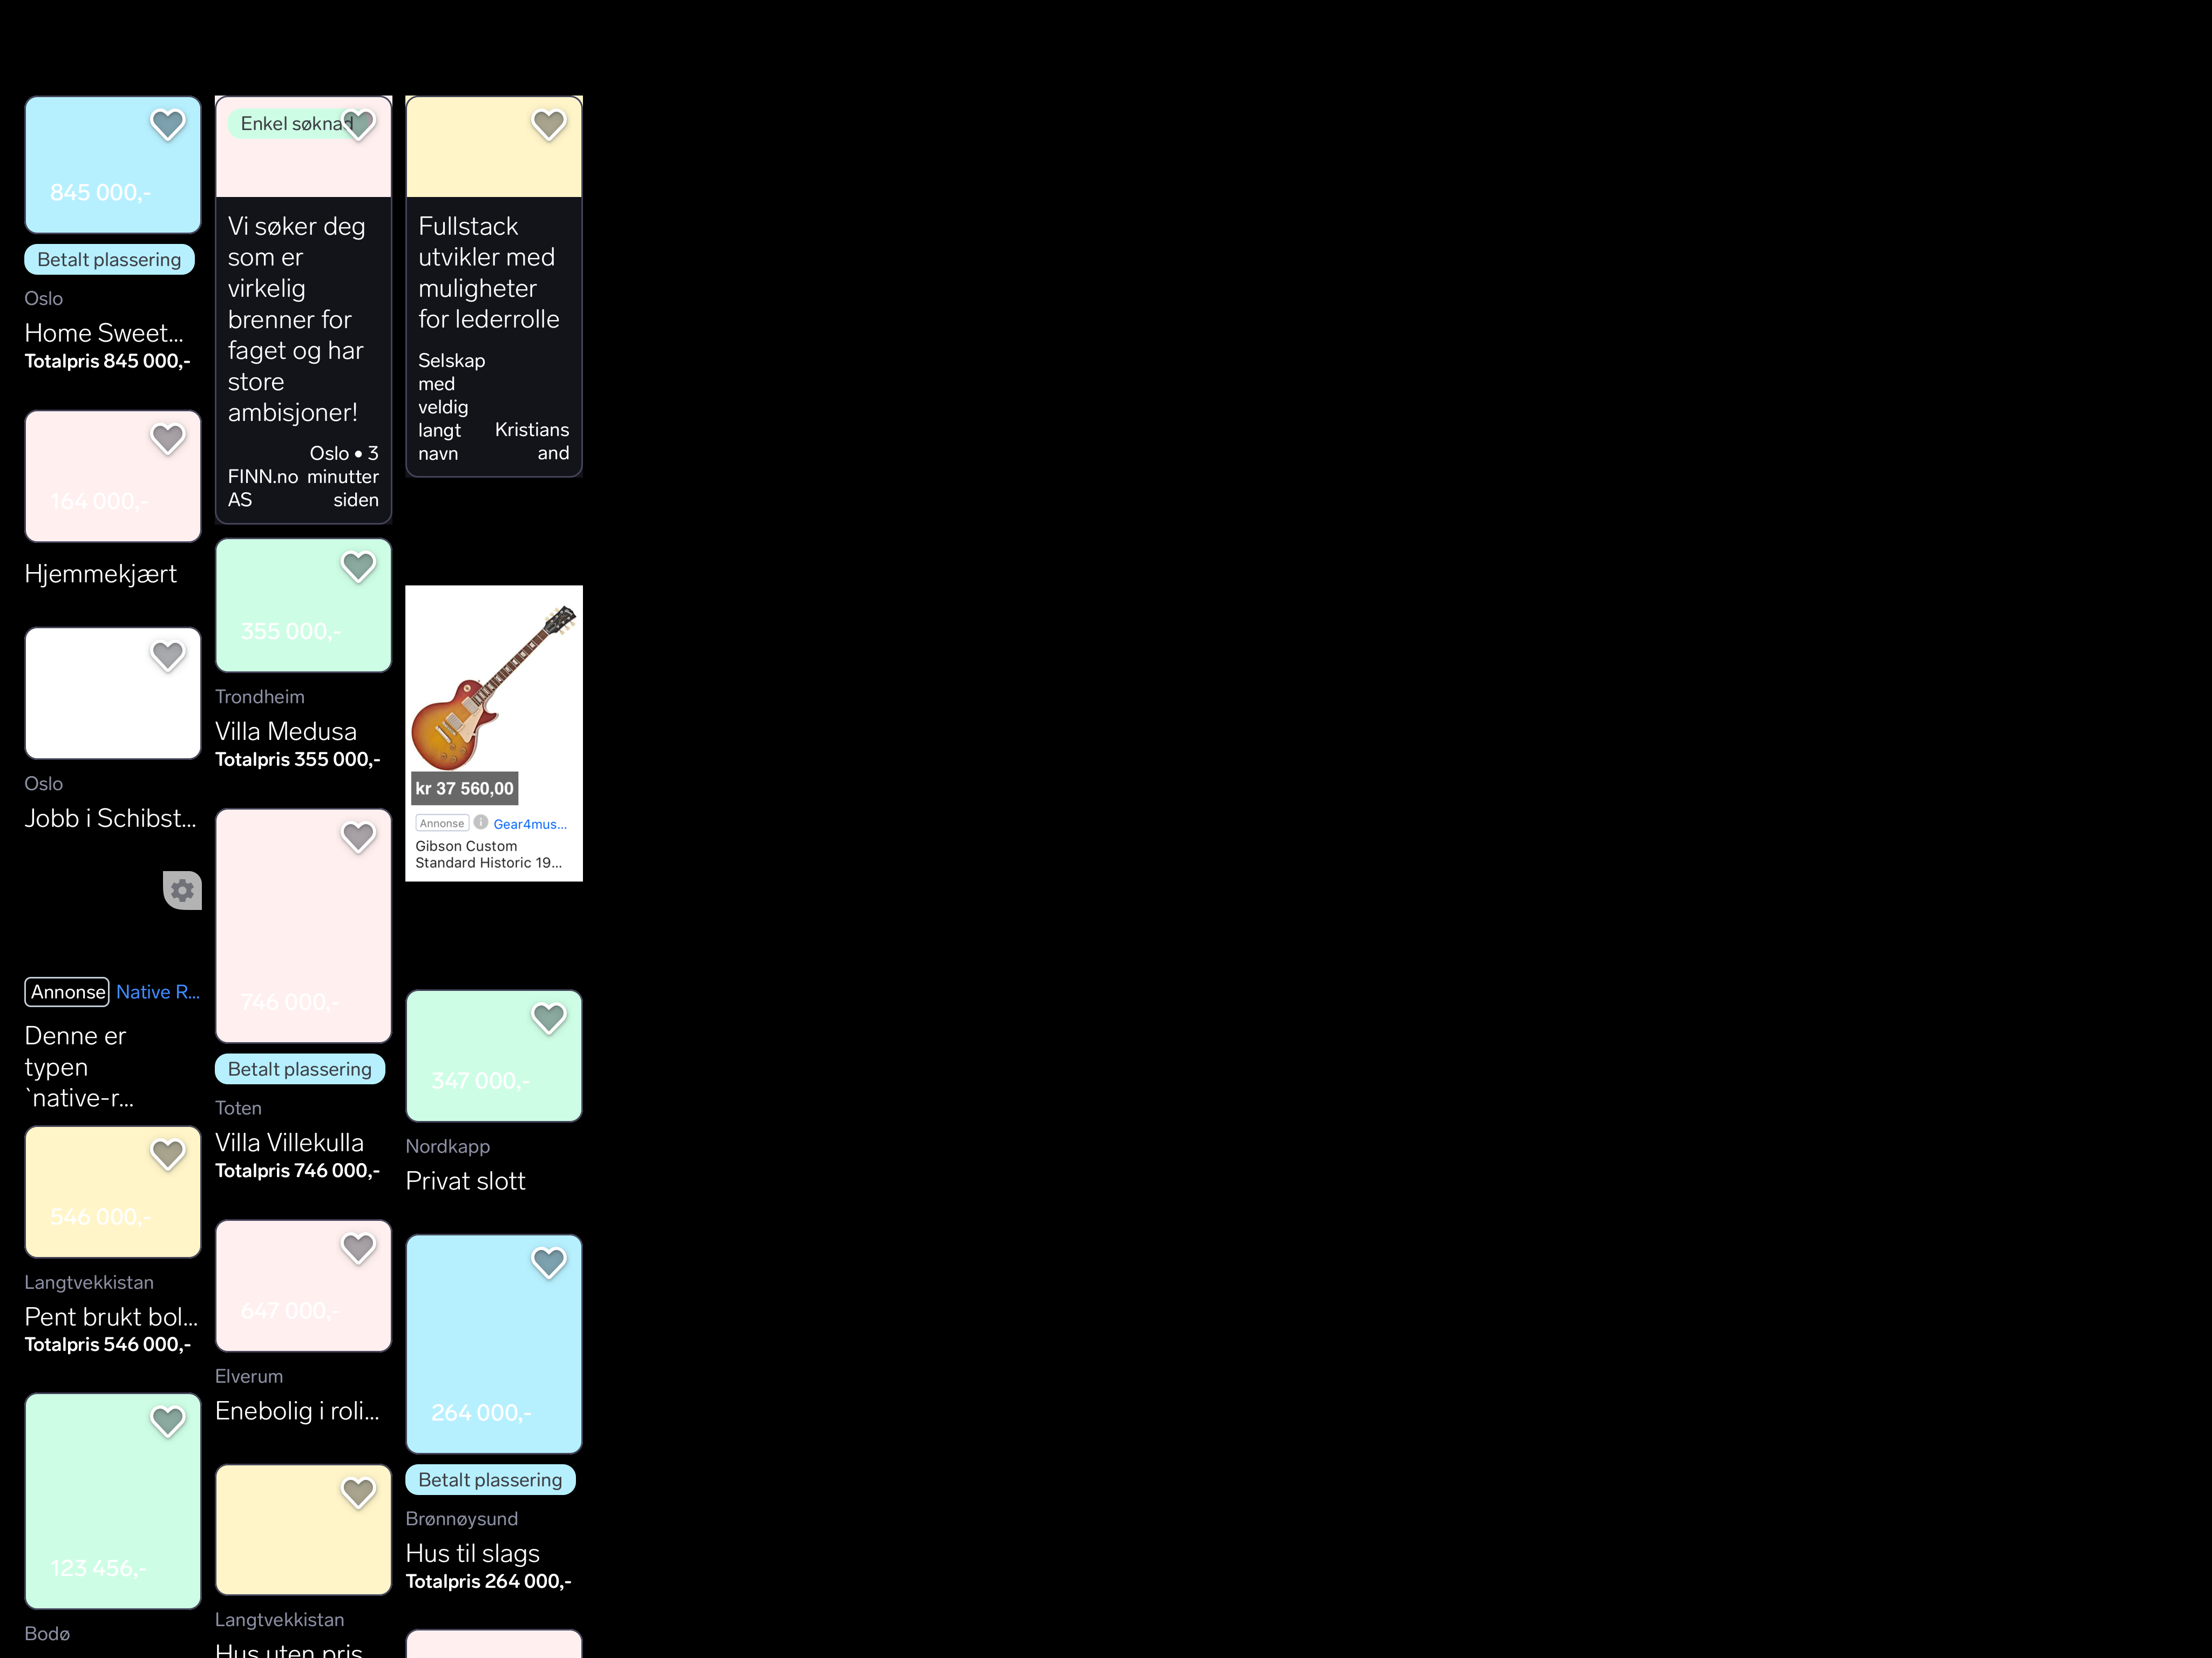 845 000,-
Betalt plassering
Oslo
Home Sweet...
Totalpris 845 000,-
164 000,-
Hjemmekjært
Oslo
Jobb i Schibst...
Annonse Native R...
Denne er
typen
`native-r...
546 000,-
Langtvekkistan
Pent brukt bol...
Totalpris 546 000,-
123 456,-
Bodø
Enkel søknad
Vi søker deg
som er
virkelig
brenner for
faget og har
store
ambisjoner!
FINN.no
AS
Oslo • 3
minutter
siden
355 000,-
Trondheim
Villa Medusa
Totalpris 355 000,-
746 000,-
Betalt plassering
Toten
Villa Villekulla
Totalpris 746 000,-
647 000,-
Elverum
Enebolig i roli...
Langtvekkistan
Hus uten pris
Fullstack
utvikler med
muligheter
for lederrolle
Selskap
med
veldig
langt
navn
Kristians
and
kr 37 560,00
Annonse Gear4mus...
Gibson Custom
Standard Historic 19...
347 000,-
Nordkapp
Privat slott
264 000,-
Betalt plassering
Brønnøysund
Hus til slags
Totalpris 264 000,-